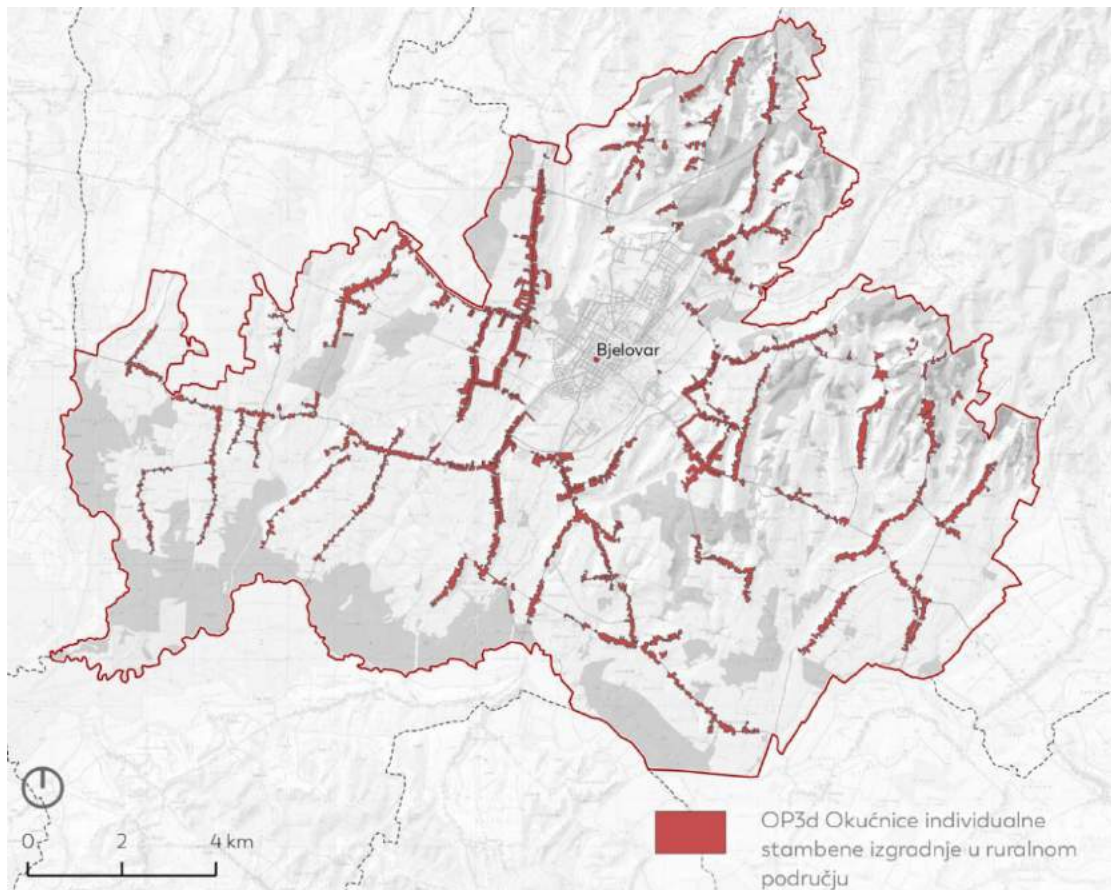 Bjelovar
0 2 4 km
OP3d Okućnice individualne
stambene izgradnje u ruralnom
području